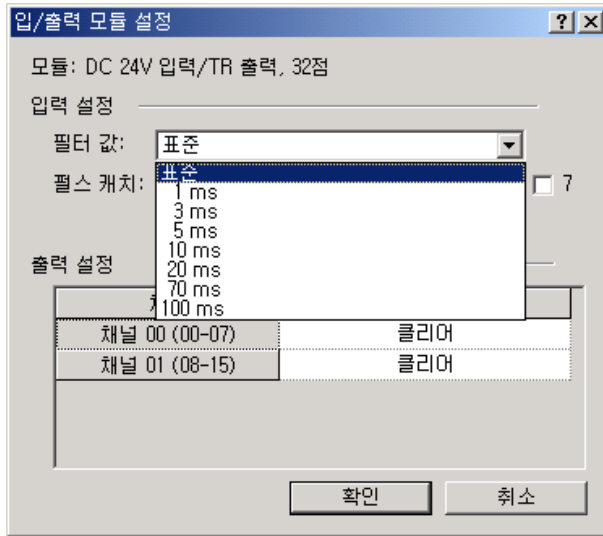 입/출력 모듈 설정
모듈: DC 24V 입력/TR 출력, 32점
입력 설정
필터 값: 표준
표준
1 ms
펄스 캐치: 7
3 ms
5 ms
10 ms
출력 설정
20 ms
70 ms
100 ms
채널 00 (00-07) 클리어
채널 01 (08-15) 클리어
확인 취소